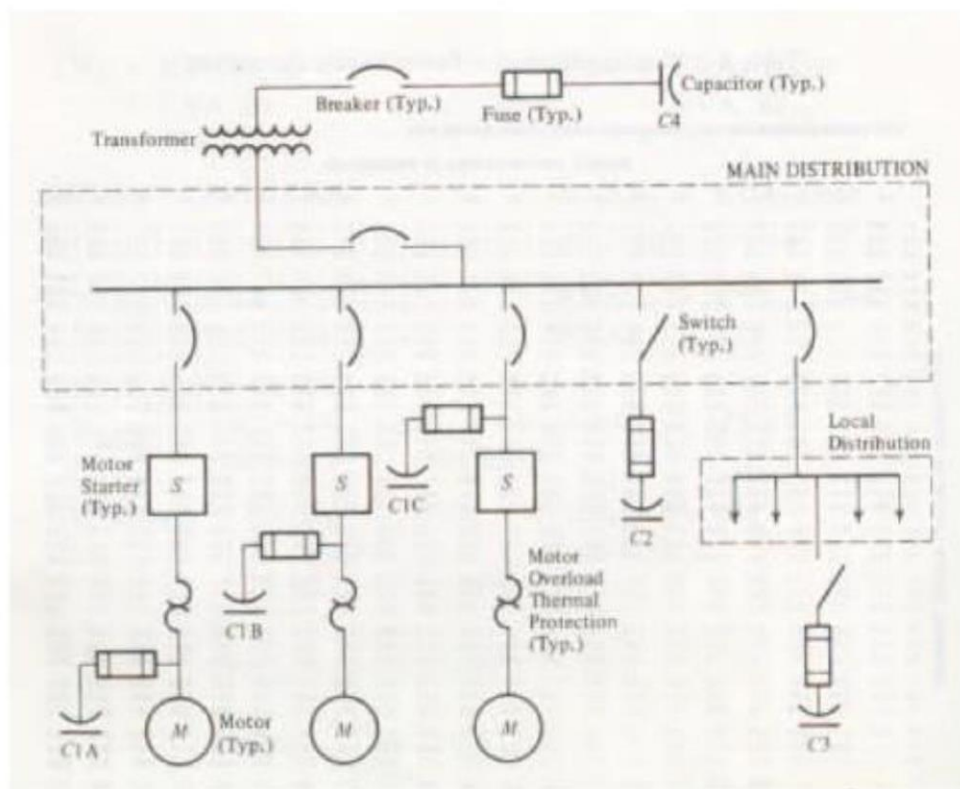 Breaker (Typ.)
Fuse (Typ.)
Capacitor (Typ.)
C4
Transformer
MAIN DISTRIBUTION
Switch
(Typ.)
Local
Distribution
Motor
Starter
(Typ.)
S
S
S
C1C
C2
C1B
Motor
Overload
Thermal
Protection
(Typ.)
C1A
M
Motor
(Typ.)
M
M
C3